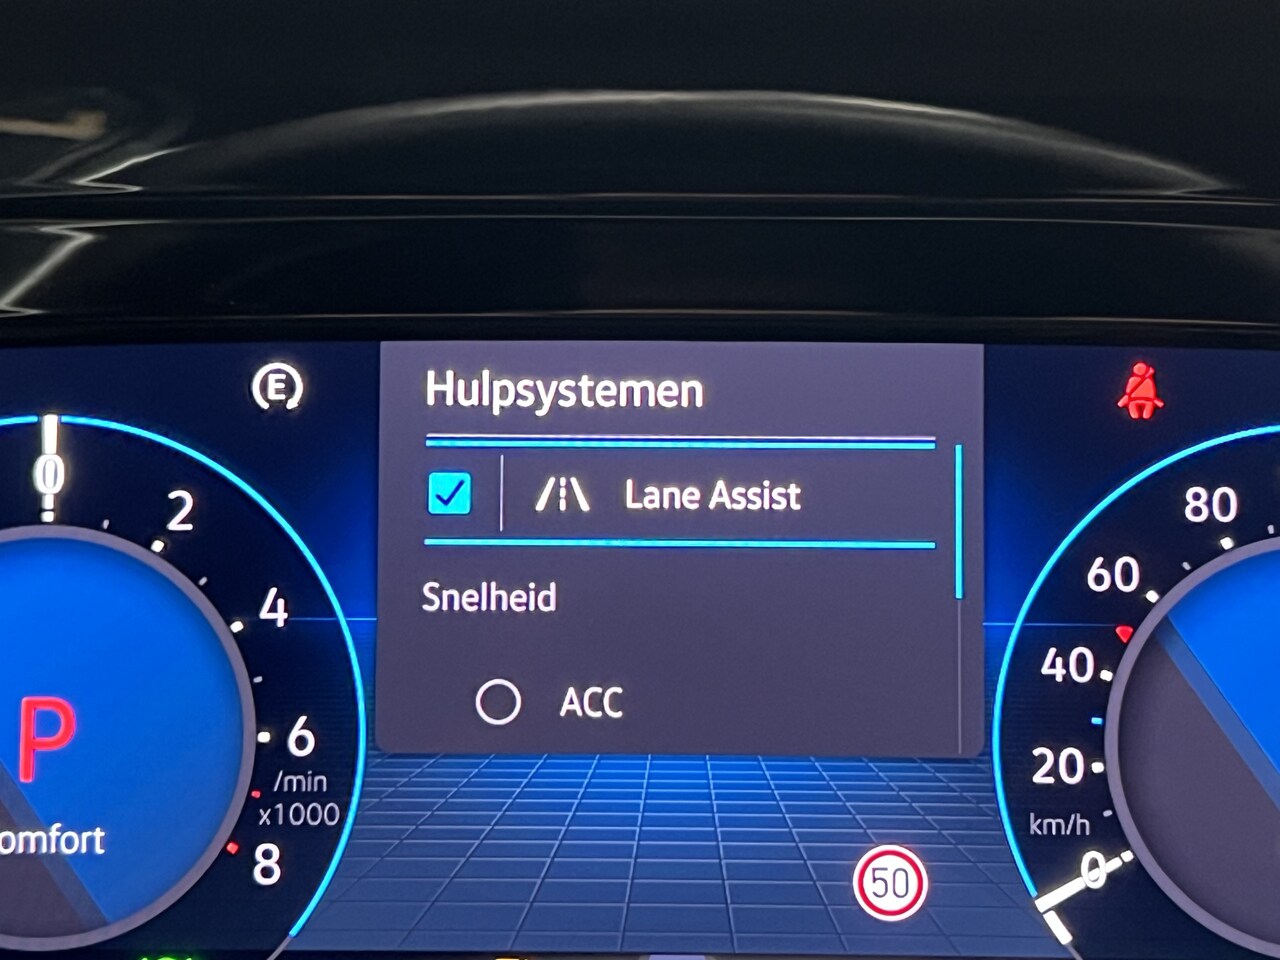 Hulpsystemen
Lane Assist
Snelheid
ACC
E
0
2
4
6
/min
x1000
8
P
omfort
80
60
40
20
km/h
0
50